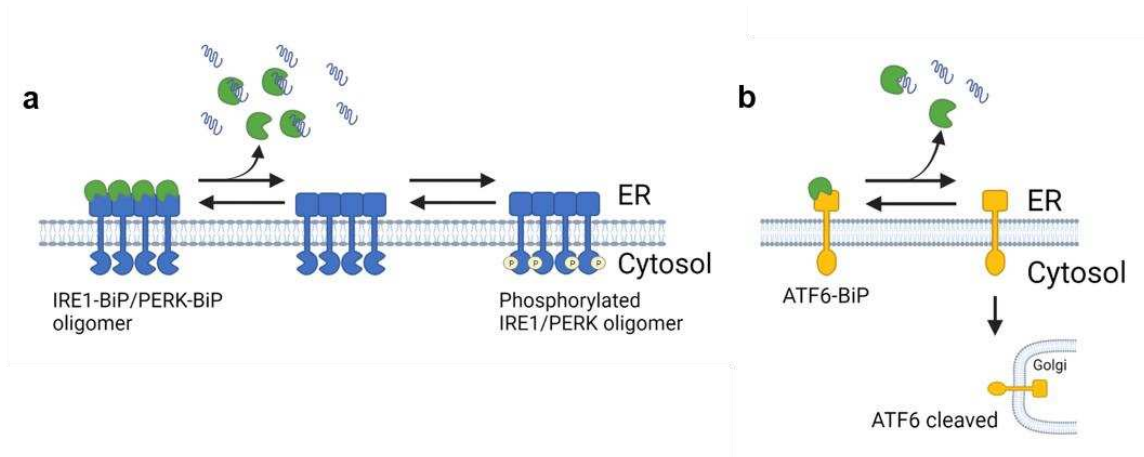 a
ER
Cytosol
IRE1-BiP/PERK-BiP
oligomer
Phosphorylated
IRE1/PERK oligomer
P
P
P
P
b
ER
Cytosol
ATF6-BiP
Golgi
ATF6 cleaved